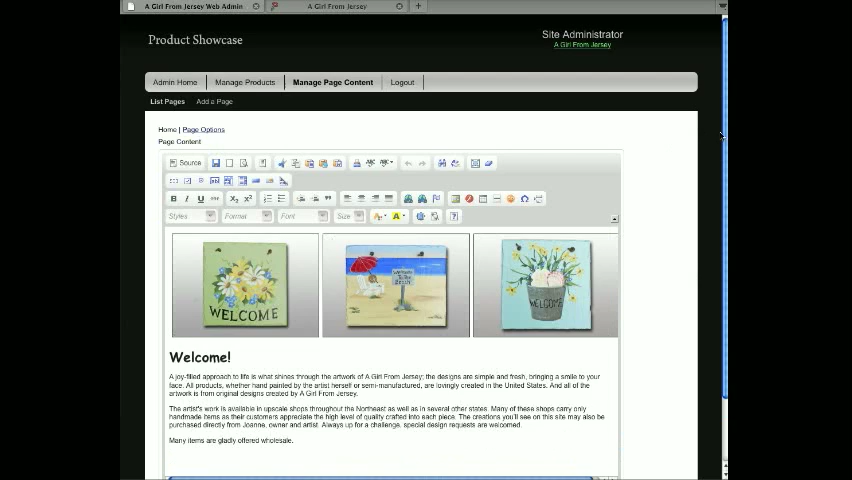 A Girl From Jersey Web Admin
A Girl From Jersey
Product Showcase
Site Administrator
A Girl From Jersey
Admin Home
Manage Products
Manage Page Content
Logout
List Pages
Add a Page
Home | Page Options
Page Content
Source
B I U
Styles
Format
Font
Size
WELCOME
Welcome To The Beach
WELCOME
Welcome!
A joy-filled approach to life is what shines through the artwork of A Girl From Jersey; the designs are simple and fresh, bringing a smile to your
face. All products, whether hand painted by the artist herself or semi-manufactured, are lovingly created in the United States. And all of the
artwork is from original designs created by A Girl From Jersey.
The artist's work is available in upscale shops throughout the Northeast as well as in several other states. Many of these shops carry only
handmade items as their customers appreciate the high level of quality crafted into each piece. The creations you'll see on this site may also be
purchased directly from Joanne, owner and artist. Always up for a challenge, special design requests are welcomed.
Many items are gladly offered wholesale.